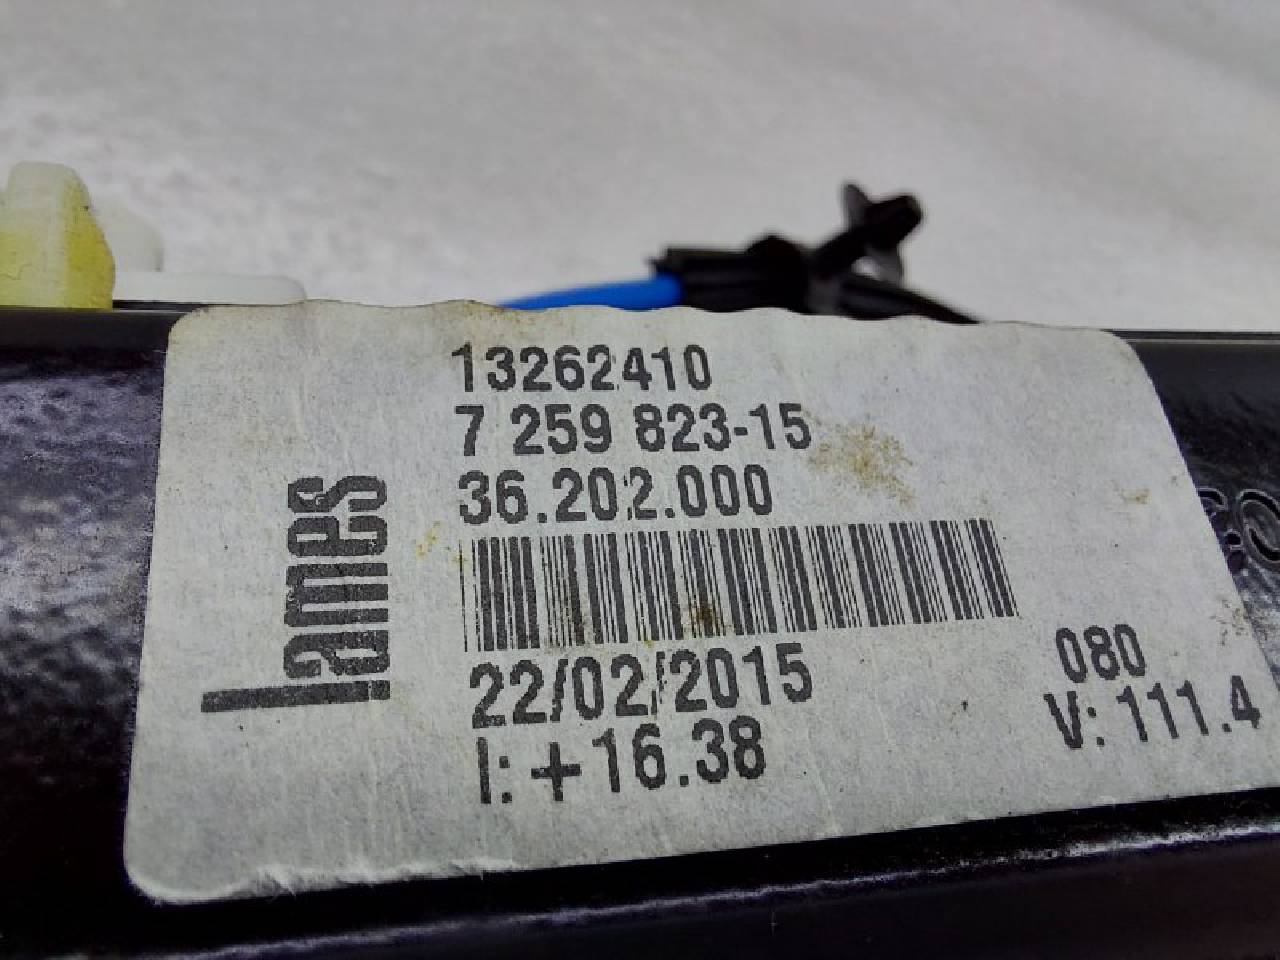 13262410
7 259 823-15
36.202.000
Lames
22/02/2015
080
I: +16.38
V: 111.4